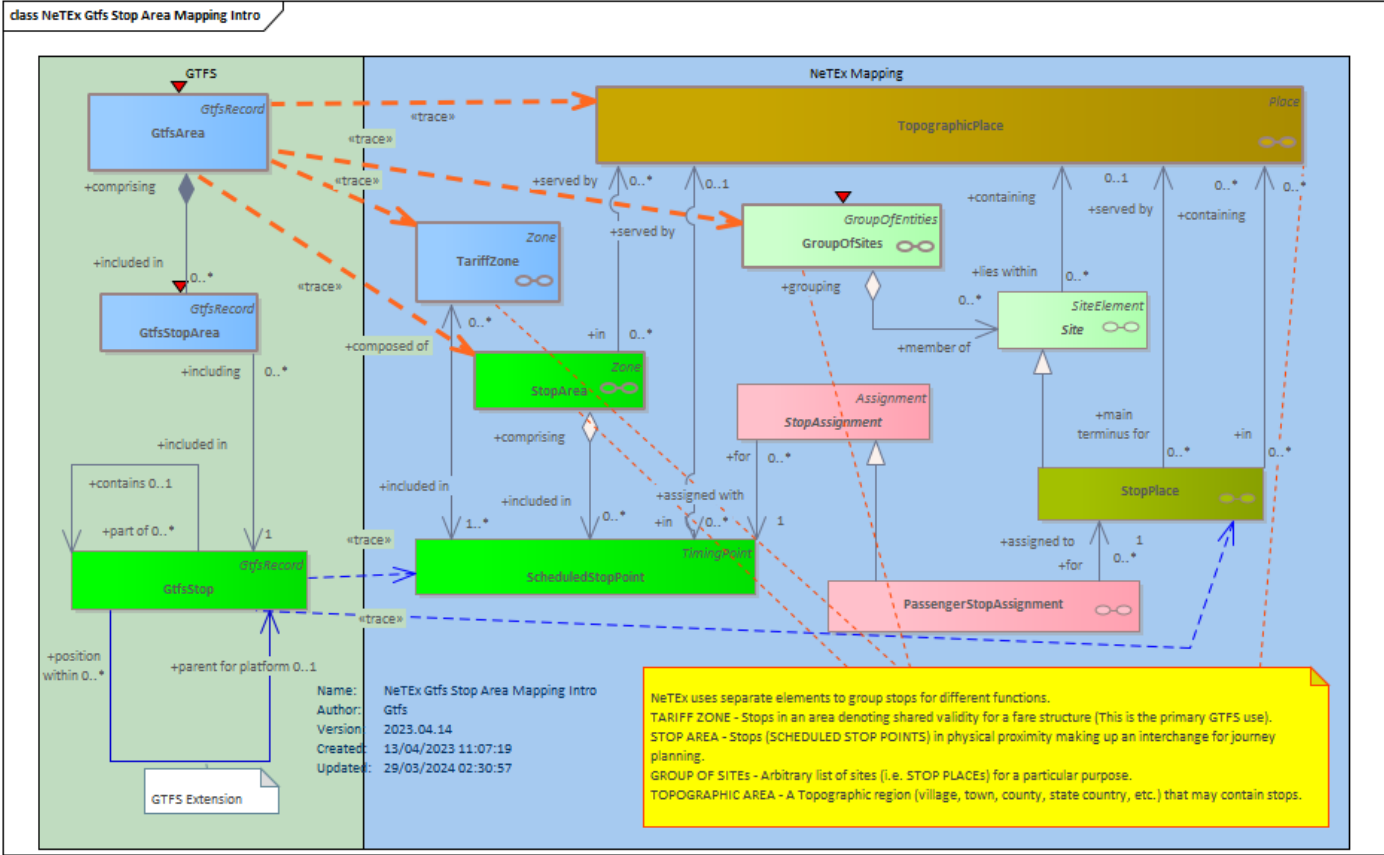 class NeTEx Gtfs Stop Area Mapping Intro
GTFS
NeTEx Mapping
GtfsRecord
GtfsArea
«trace»
Place
TopographicPlace
«trace»
«trace»
+comprising
+served by
0..*
0..1
+containing
0..1
0..*
0..*
+served by
+containing
GroupOfEntities
GroupOfSites
+served by
Zone
TariffZone
+included in
0..*
«trace»
+grouping
+lies within
0..*
0..*
GtfsRecord
GtfsStopArea
SiteElement
Site
0..*
+in
0..*
+composed of
+member of
+including
0..*
Zone
StopArea
Assignment
StopAssignment
+main
terminus for
+in
+comprising
+included in
+for
0..*
0..*
0..*
+contains 0..1
StopPlace
+included in
+included in
+assigned with
+part of 0..*
1
1..*
0..*
+in
0..*
1
«trace»
+assigned to
1
0..*
+for
GtfsRecord
GtfsStop
TimingPoint
ScheduledStopPoint
PassengerStopAssignment
«trace»
+position
within 0..*
+parent for platform 0..1
Name: NeTEx Gtfs Stop Area Mapping Intro
Author: Gtfs
Version: 2023.04.14
Created: 13/04/2023 11:07:19
Updated: 29/03/2024 02:30:57
GTFS Extension
NeTEx uses separate elements to group stops for different functions.
TARIFF ZONE - Stops in an area denoting shared validity for a fare structure (This is the primary GTFS use).
STOP AREA - Stops (SCHEDULED STOP POINTS) in physical proximity making up an interchange for journey
planning.
GROUP OF SITEs - Arbitrary list of sites (i.e. STOP PLACEs) for a particular purpose.
TOPOGRAPHIC AREA - A Topographic region (village, town, county, state country, etc.) that may contain stops.